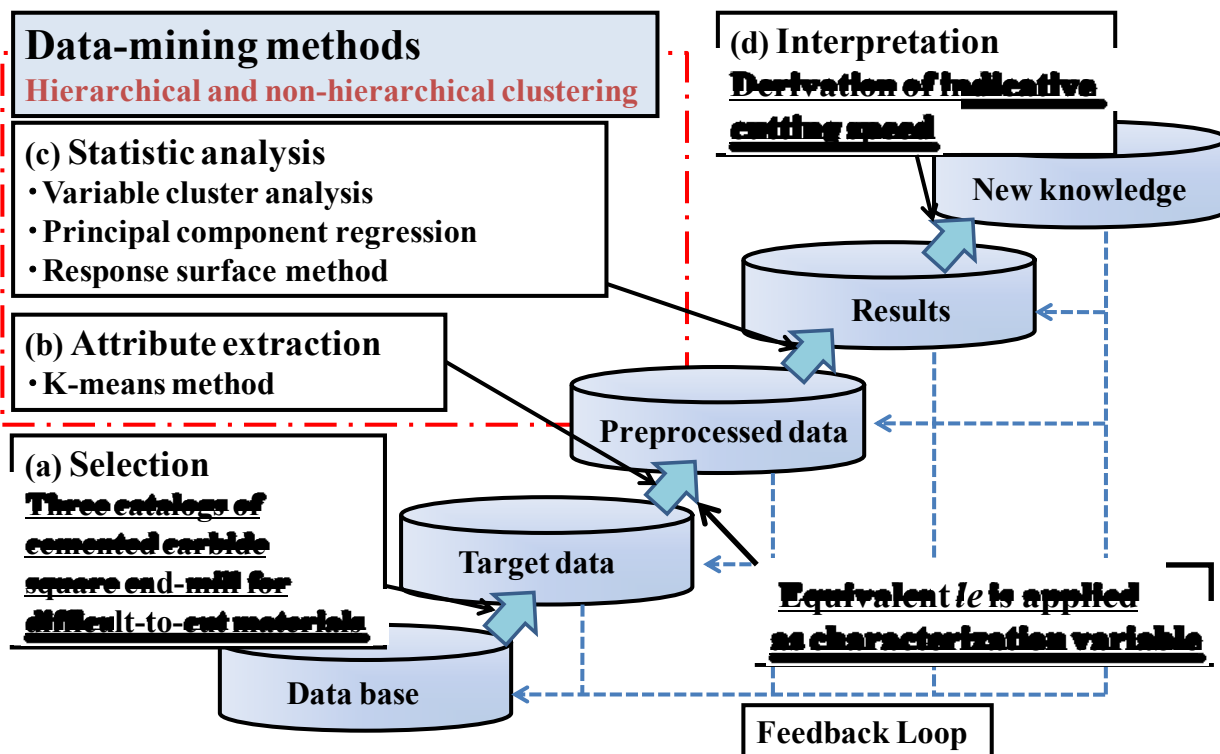 Data-mining methods
Hierarchical and non-hierarchical clustering
(c) Statistic analysis
・Variable cluster analysis
・Principal component regression
・Response surface method
(b) Attribute extraction
・K-means method
(a) Selection
Three catalogs of
cemented carbide
square end-mill for
difficult-to-cut materials
(d) Interpretation
Derivation of indicative
cutting speed
New knowledge
Results
Preprocessed data
Target data
Data base
Equivalent le is applied
as characterization variable
Feedback Loop